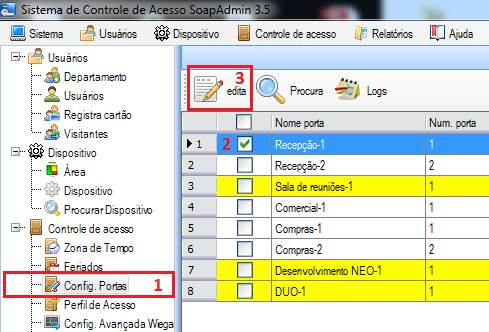 Sistema de Controle de Acesso SoapAdmin 3.5
Sistema Usuários Dispositivo Controle de acesso Relatórios Ajuda
Usuários
Departamento
Usuários
Registra cartão
Visitantes
Dispositivo
Área
Dispositivo
Procurar Dispositivo
Controle de acesso
Zona de Tempo
Feriados
Config. Portas 1
Perfil de Acesso
Config. Avançada Wiega
3
edita Procura Logs
Nome porta Num. porta
1 2 Recepção-1 1
2 Recepção-2 2
3 Sala de reuniões-1 1
4 Comercial-1 1
5 Compras-1 1
6 Compras-2 2
7 Desenvolvimento NEO-1 1
8 DUO-1 1